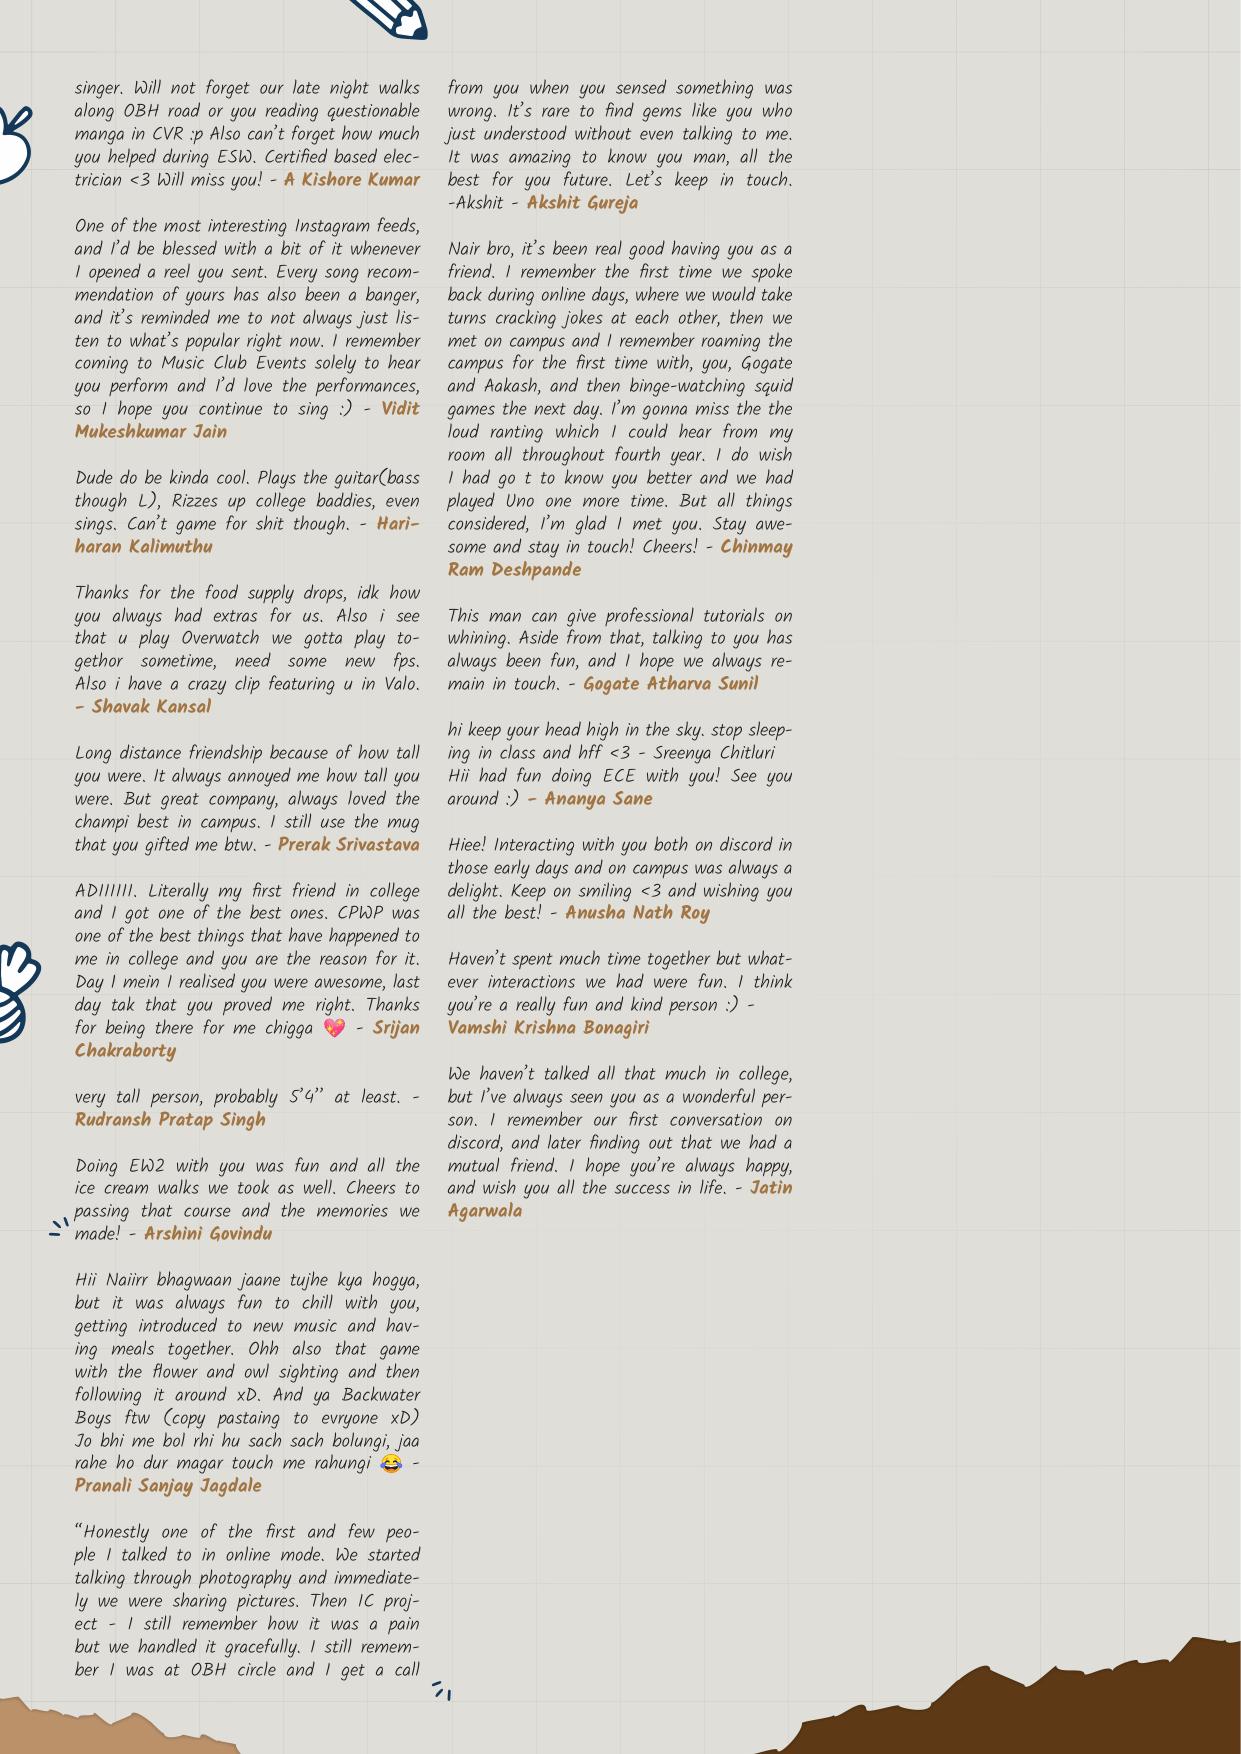 singer. Will not forget our late night walks
along OBH road or you reading questionable
manga in CVR :p Also can't forget how much
you helped during ESW. Certified based elec-
trician <3 Will miss you! - A Kishore Kumar
One of the most interesting Instagram feeds,
and I'd be blessed with a bit of it whenever
I opened a reel you sent. Every song recom-
mendation of yours has also been a banger,
and it's reminded me to not always just lis-
ten to what's popular right now. I remember
coming to Music Club Events solely to hear
you perform and I'd love the performances,
so I hope you continue to sing :) - Vidit
Mukeshkumar Jain
Dude do be kinda cool. Plays the guitar(bass
though L), Rizzes up college baddies, even
sings. Can't game for shit though. - Hari-
haran Kalimuthu
Thanks for the food supply drops, idk how
you always had extras for us. Also i see
that u play Overwatch we gotta play to-
gethor sometime, need some new fps.
Also i have a crazy clip featuring u in Valo.
- Shavak Kansal
Long distance friendship because of how tall
you were. It always annoyed me how tall you
were. But great company, always loved the
champi best in campus. I still use the mug
that you gifted me btw. - Prerak Srivastava
ADIIIIII. Literally my first friend in college
and I got one of the best ones. CPWP was
one of the best things that have happened to
me in college and you are the reason for it.
Day 1 mein I realised you were awesome, last
day tak that you proved me right. Thanks
for being there for me chigga 💖 - Srijan
Chakraborty
very tall person, probably 5'4" at least. -
Rudransh Pratap Singh
Doing EW2 with you was fun and all the
ice cream walks we took as well. Cheers to
passing that course and the memories we
made! - Arshini Govindu
Hii Naiirr bhagwaan jaane tujhe kya hogya,
but it was always fun to chill with you,
getting introduced to new music and hav-
ing meals together. Ohh also that game
with the flower and owl sighting and then
following it around xD. And ya Backwater
Boys ftw (copy pastaing to evryone xD)
Jo bhi me bol rhi hu sach sach bolungi, jaa
rahe ho dur magar touch me rahungi 😂 -
Pranali Sanjay Jagdale
"Honestly one of the first and few peo-
ple I talked to in online mode. We started
talking through photography and immediate-
ly we were sharing pictures. Then IC proj-
ect - I still remember how it was a pain
but we handled it gracefully. I still remem-
ber I was at OBH circle and I get a call
from you when you sensed something was
wrong. It's rare to find gems like you who
just understood without even talking to me.
It was amazing to know you man, all the
best for you future. Let's keep in touch.
-Akshit - Akshit Gureja
Nair bro, it's been real good having you as a
friend. I remember the first time we spoke
back during online days, where we would take
turns cracking jokes at each other, then we
met on campus and I remember roaming the
campus for the first time with, you, Gogate
and Aakash, and then binge-watching squid
games the next day. I'm gonna miss the the
loud ranting which I could hear from my
room all throughout fourth year. I do wish
I had go t to know you better and we had
played Uno one more time. But all things
considered, I'm glad I met you. Stay awe-
some and stay in touch! Cheers! - Chinmay
Ram Deshpande
This man can give professional tutorials on
whining. Aside from that, talking to you has
always been fun, and I hope we always re-
main in touch. - Gogate Atharva Sunil
hi keep your head high in the sky. stop sleep-
ing in class and hff <3 - Sreenya Chitluri
Hii had fun doing ECE with you! See you
around :) - Ananya Sane
Hiee! Interacting with you both on discord in
those early days and on campus was always a
delight. Keep on smiling <3 and wishing you
all the best! - Anusha Nath Roy
Haven't spent much time together but what-
ever interactions we had were fun. I think
you're a really fun and kind person :) -
Vamshi Krishna Bonagiri
We haven't talked all that much in college,
but I've always seen you as a wonderful per-
son. I remember our first conversation on
discord, and later finding out that we had a
mutual friend. I hope you're always happy,
and wish you all the success in life. - Jatin
Agarwala